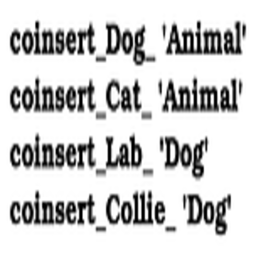 coinsert_Dog_ 'Animal'
coinsert_Cat_ 'Animal'
coinsert_Lab_ 'Dog'
coinsert_Collie_ 'Dog'